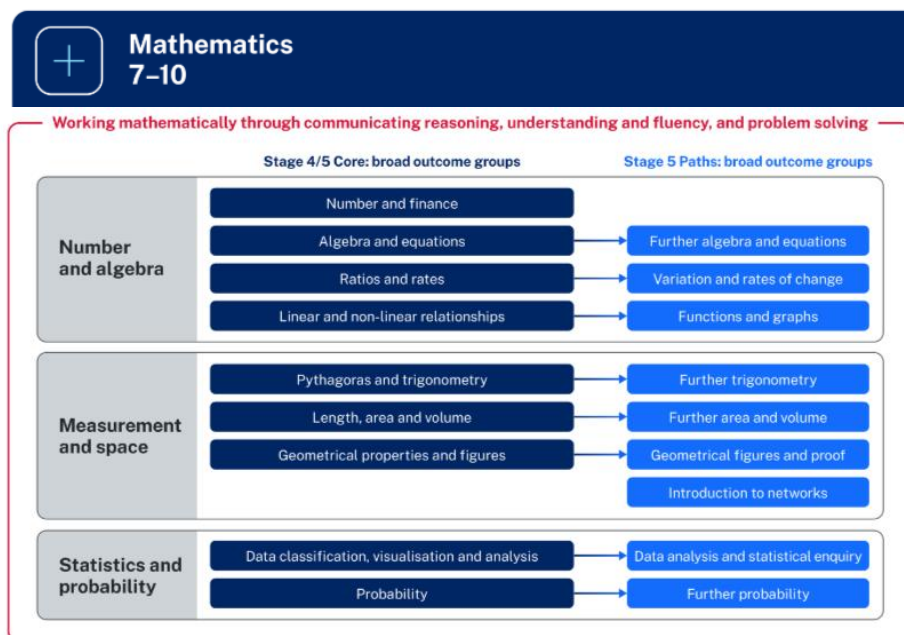 Mathematics
7–10
Working mathematically through communicating reasoning, understanding and fluency, and problem solving
Stage 4/5 Core: broad outcome groups
Stage 5 Paths: broad outcome groups
Number
and algebra
Number and finance
Algebra and equations
Further algebra and equations
Ratios and rates
Variation and rates of change
Linear and non-linear relationships
Functions and graphs
Measurement
and space
Pythagoras and trigonometry
Further trigonometry
Length, area and volume
Further area and volume
Geometrical properties and figures
Geometrical figures and proof
Introduction to networks
Statistics and
probability
Data classification, visualisation and analysis
Data analysis and statistical enquiry
Probability
Further probability